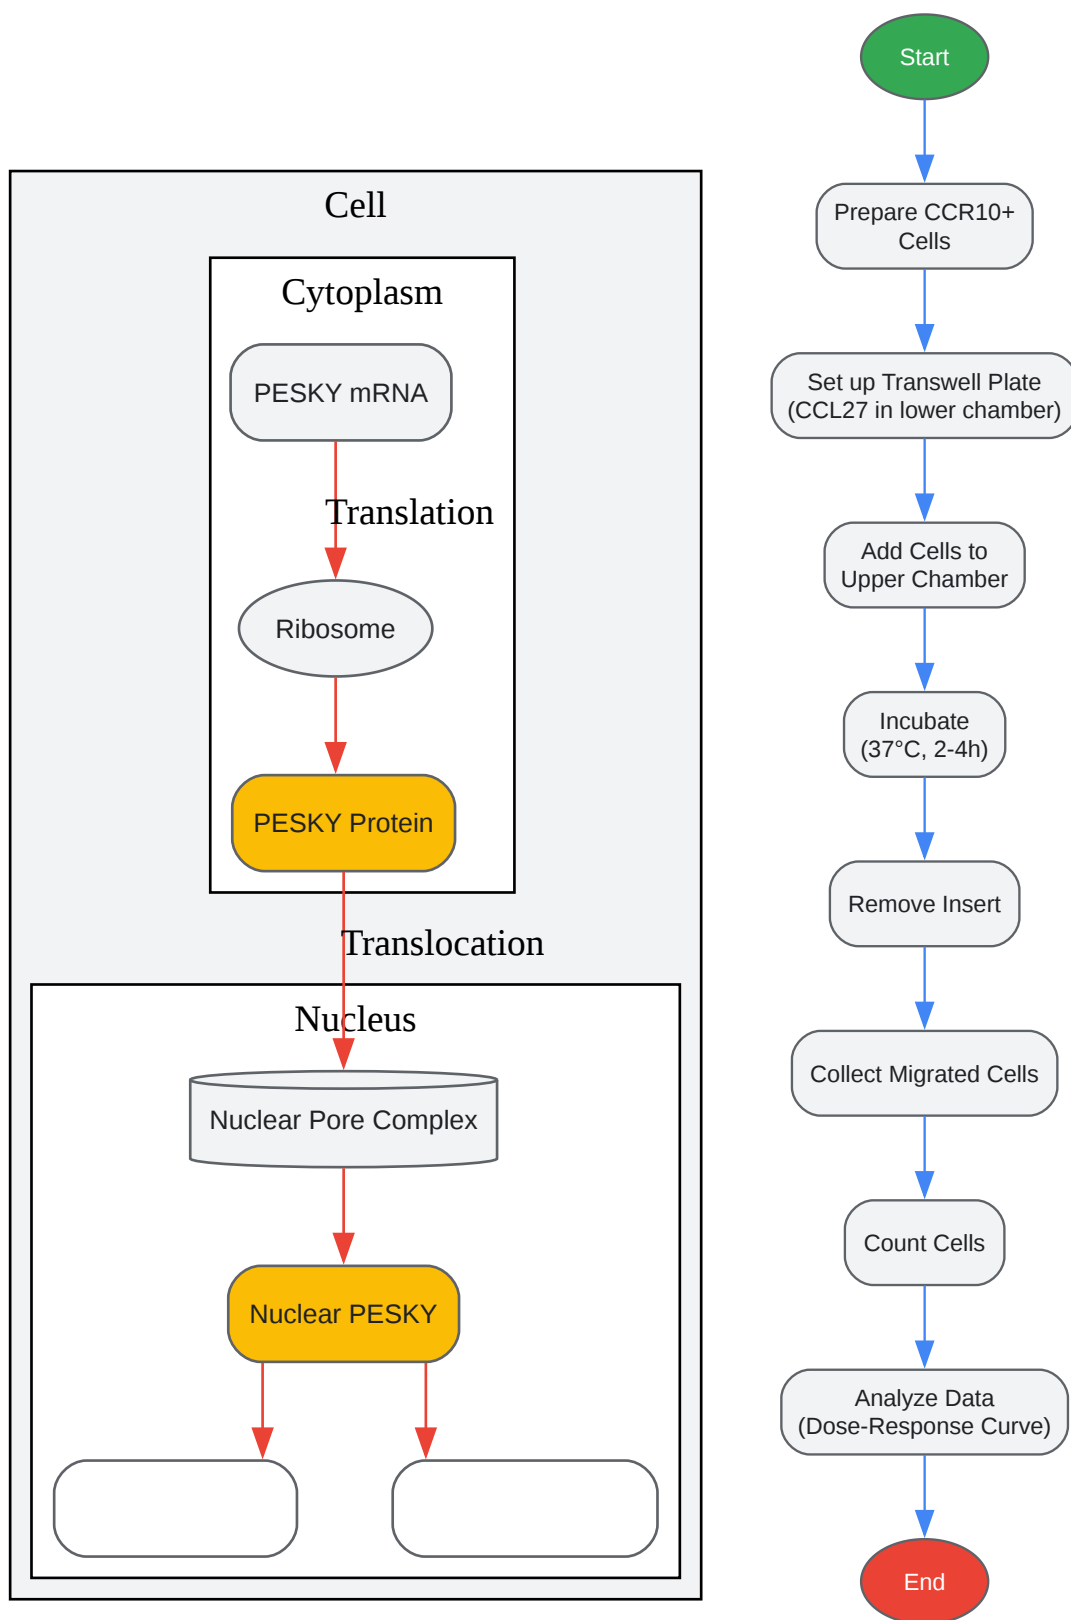 Cell
Cytoplasm
PESKY mRNA
Translation
Ribosome
PESKY Protein
Translocation
Nucleus
Nuclear Pore Complex
Nuclear PESKY
Start
Prepare CCR10+
Cells
Set up Transwell Plate
(CCL27 in lower chamber)
Add Cells to
Upper Chamber
Incubate
(37°C, 2-4h)
Remove Insert
Collect Migrated Cells
Count Cells
Analyze Data
(Dose-Response Curve)
End